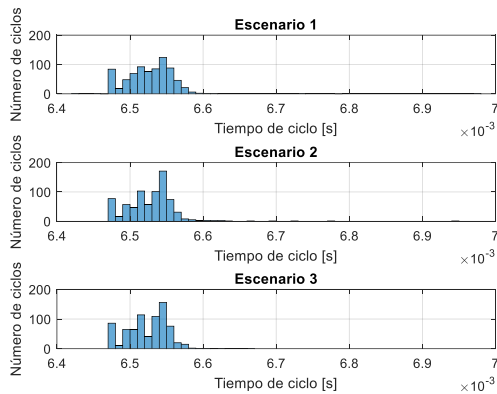 Escenario 1
Número de ciclos
200
100
0
6.4 6.5 6.6 6.7 6.8 6.9 7
Tiempo de ciclo [s]
×10⁻³
Escenario 2
Número de ciclos
200
100
0
6.4 6.5 6.6 6.7 6.8 6.9 7
Tiempo de ciclo [s]
×10⁻³
Escenario 3
Número de ciclos
200
100
0
6.4 6.5 6.6 6.7 6.8 6.9 7
Tiempo de ciclo [s]
×10⁻³